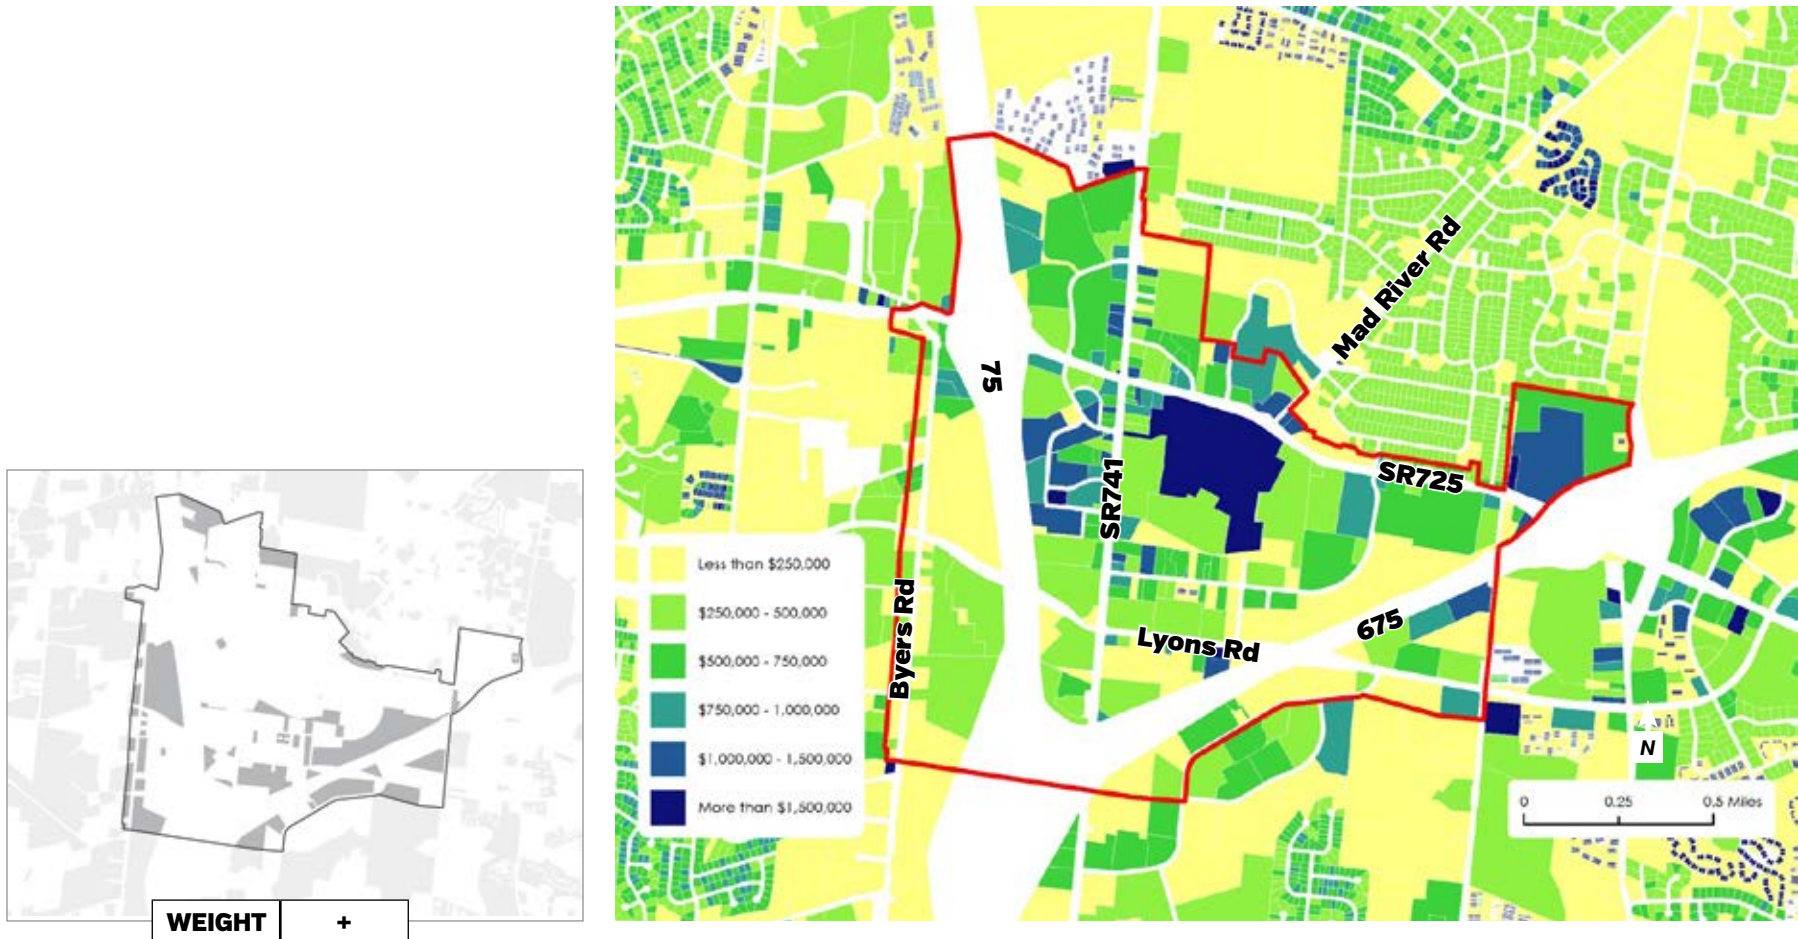 Mad River Rd
75
SR741
SR725
Less than $250,000
$250,000 - 500,000
$500,000 - 750,000
$750,000 - 1,000,000
$1,000,000 - 1,500,000
More than $1,500,000
Byers Rd
Lyons Rd
675
N
0 0.25 0.5 Miles
WEIGHT +